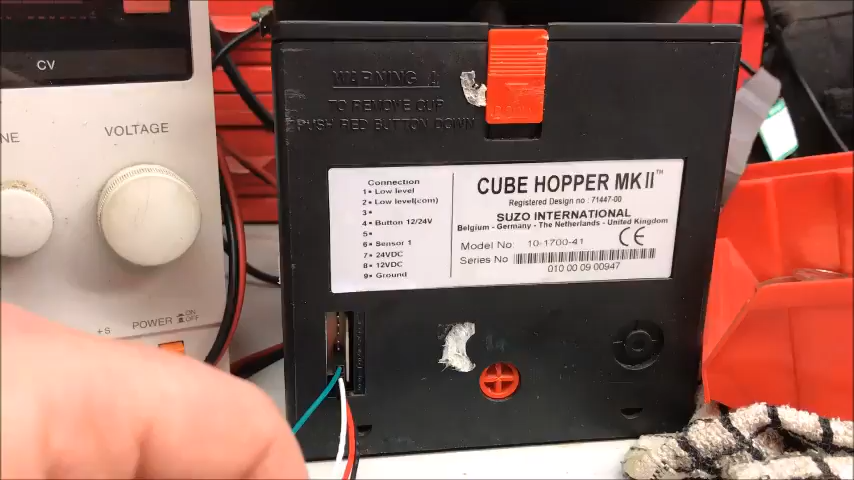 CV
VOLTAGE
NE
+S
POWER
ON
OFF
WARNING
TO REMOVE CUP
PUSH RED BUTTON DOWN
Connection
1• Low level
2• Low level(com)
3•
4• Button 12/24V
5•
6• Sensor 1
7• 24VDC
8• 12VDC
9• Ground
CUBE HOPPER MK II™
Registered Design no : 71447-00
SUZO INTERNATIONAL
Belgium - Germany - The Netherlands - United Kingdom
Model No: 10-1700-41
CE
Series No
010 00 09 00947